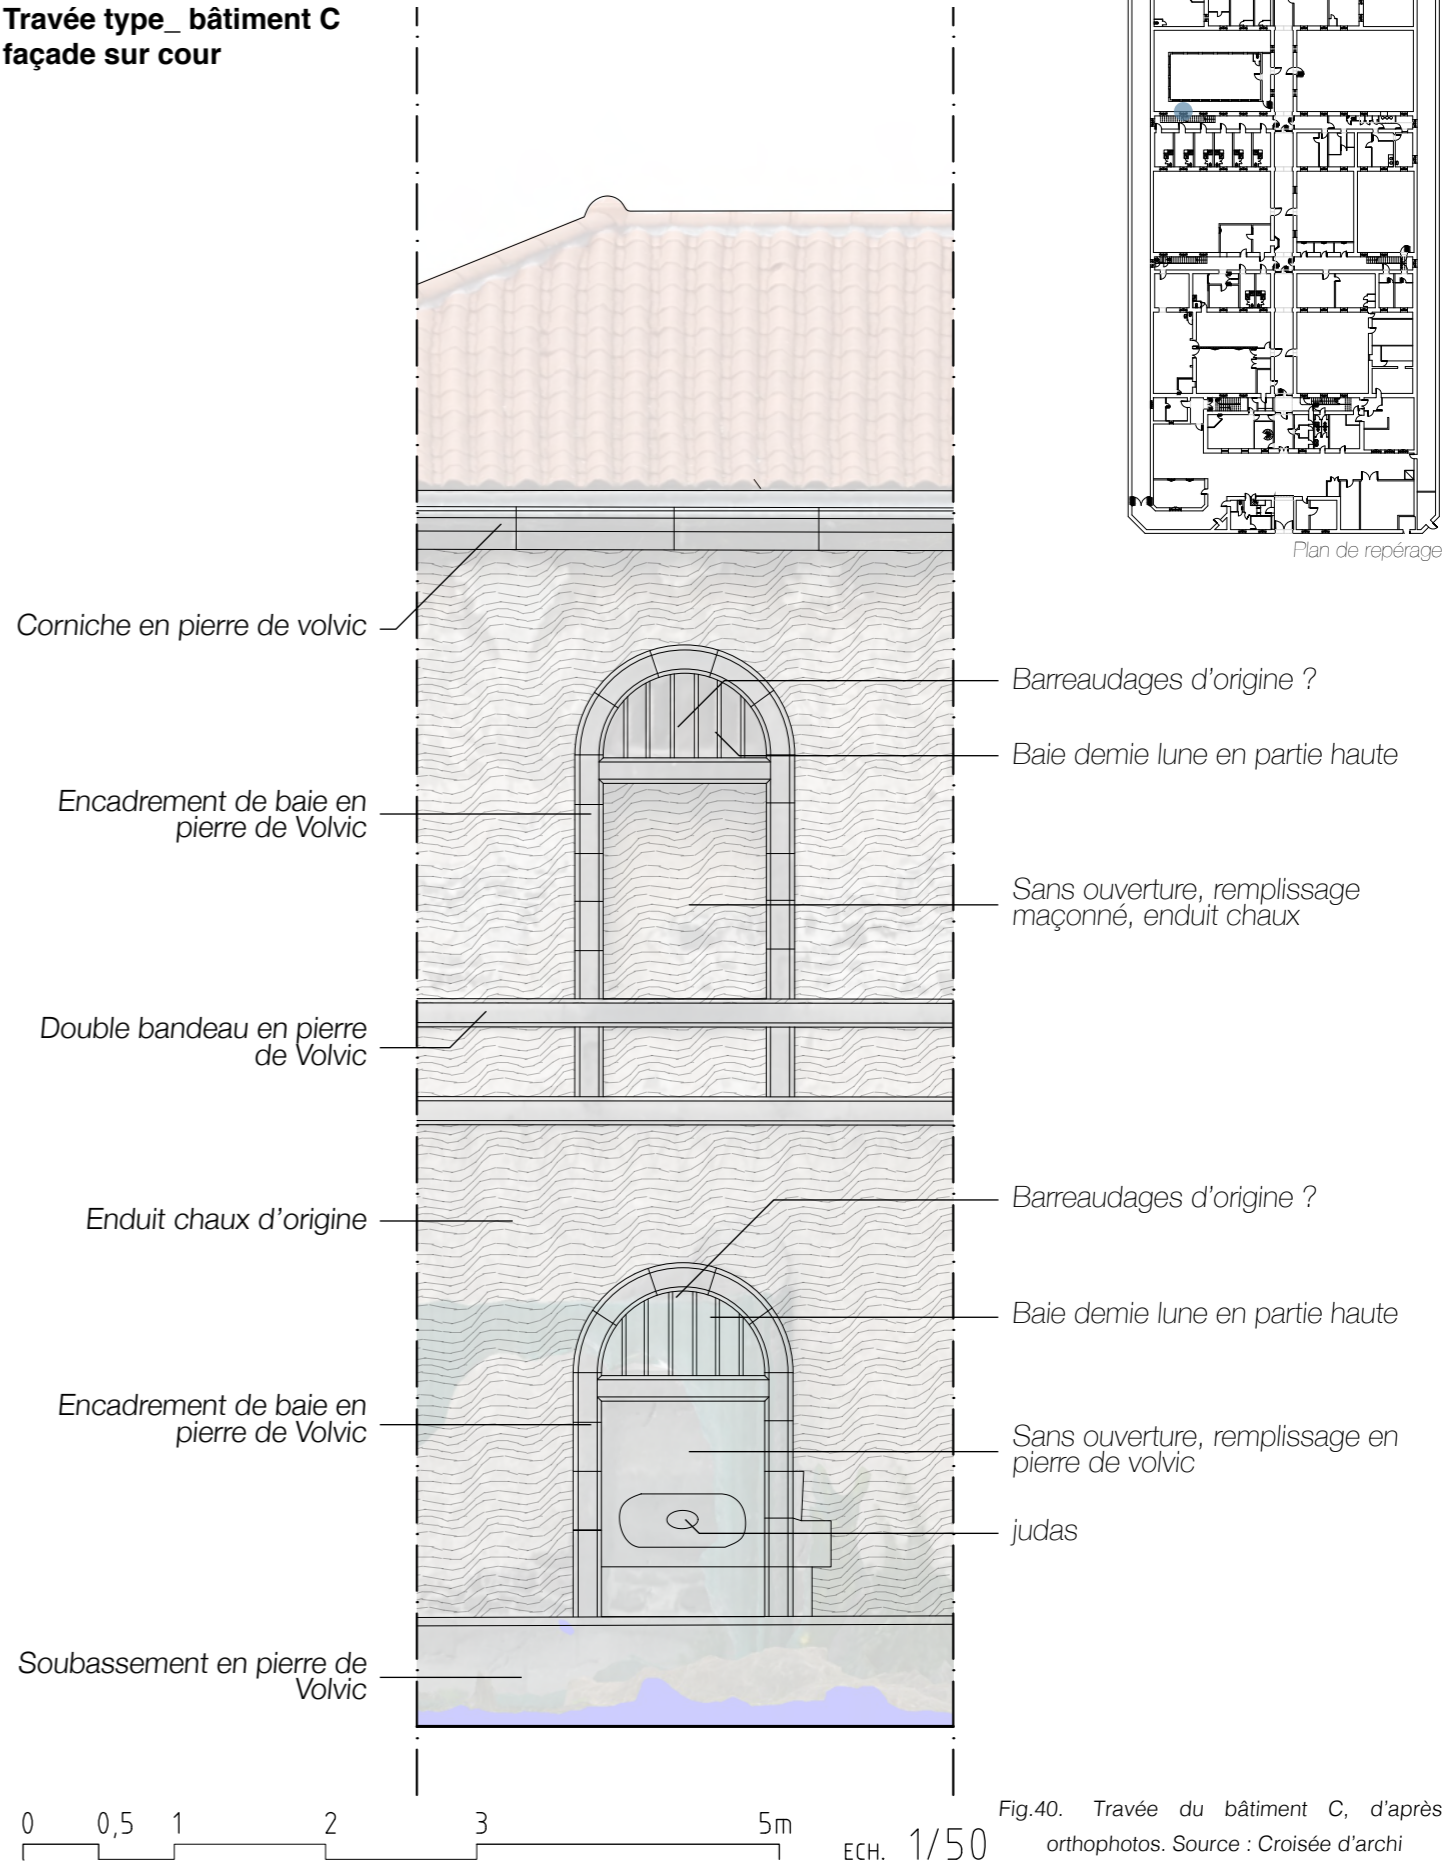 Travée type_ bâtiment C
façade sur cour
Plan de repérage
Corniche en pierre de volvic
Barreaudages d'origine ?
Baie demie lune en partie haute
Encadrement de baie en
pierre de Volvic
Sans ouverture, remplissage
maçonné, enduit chaux
Double bandeau en pierre
de Volvic
Enduit chaux d'origine
Barreaudages d'origine ?
Baie demie lune en partie haute
Encadrement de baie en
pierre de Volvic
Sans ouverture, remplissage en
pierre de volvic
judas
Soubassement en pierre de
Volvic
0 0,5 1 2 3 5m
ECH. 1/50
Fig.40. Travée du bâtiment C, d'après
orthophotos. Source : Croisée d'archi